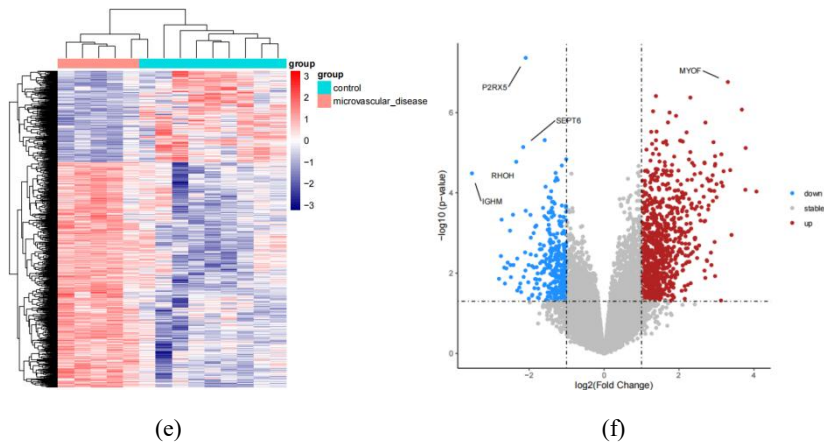 group
3
2
1
0
−1
−2
−3
group
control
microvascular_disease
(e)
−log10 (p-value)
6
4
2
0
−2
0
2
4
log2(Fold Change)
P2RX5
MYOF
SEPT6
RHOH
IGHM
down
stable
up
(f)